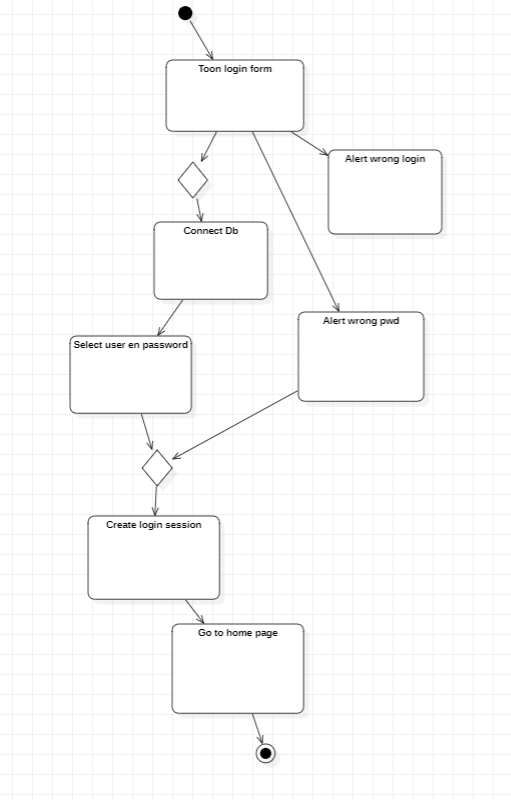 Toon login form
Alert wrong login
Connect Db
Alert wrong pwd
Select user en password
Create login session
Go to home page